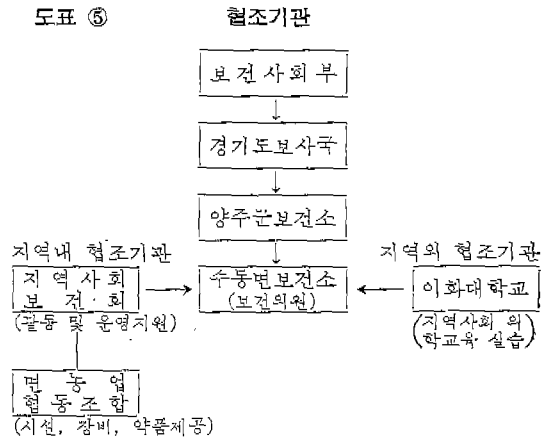 도표 ⑤ 협조기관
보건사회부
경기도보사국
양주군보건소
지역내 협조기관
지역외 협조기관
지역사회
보건회
(활동 및 운영지원)
수동면보건소
(보건의원)
이화대학교
(지역사회 의
학교육 실습)
면 농 업
협동조합
(시설, 장비, 약품제공)